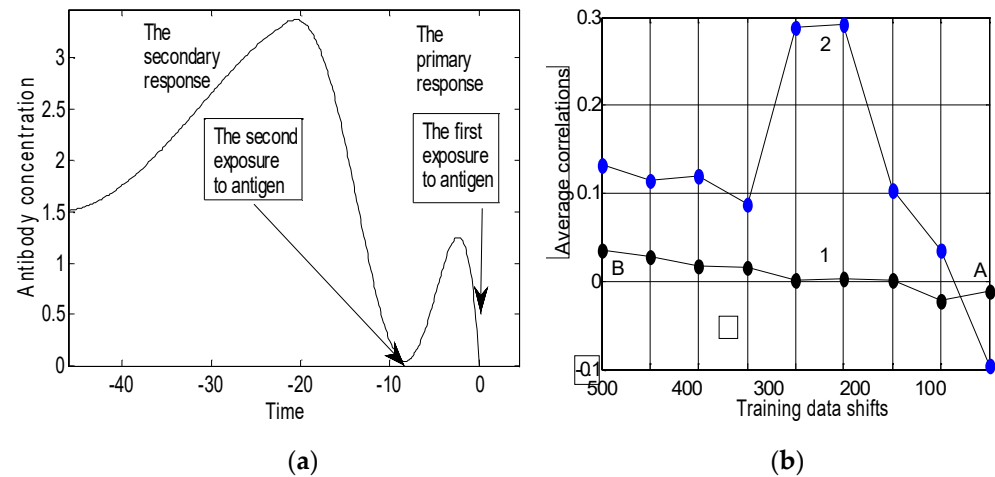 The
secondary
response
The
primary
response
The second
exposure
to antigen
The first
exposure
to antigen
Antibody concentration
3
2.5
2
1.5
1
0.5
0
-40
-30
-20
-10
0
Time
(a)
Average correlations
0.3
0.2
0.1
0
-0.1
2
1
B
A
500
400
300
200
100
Training data shifts
(b)